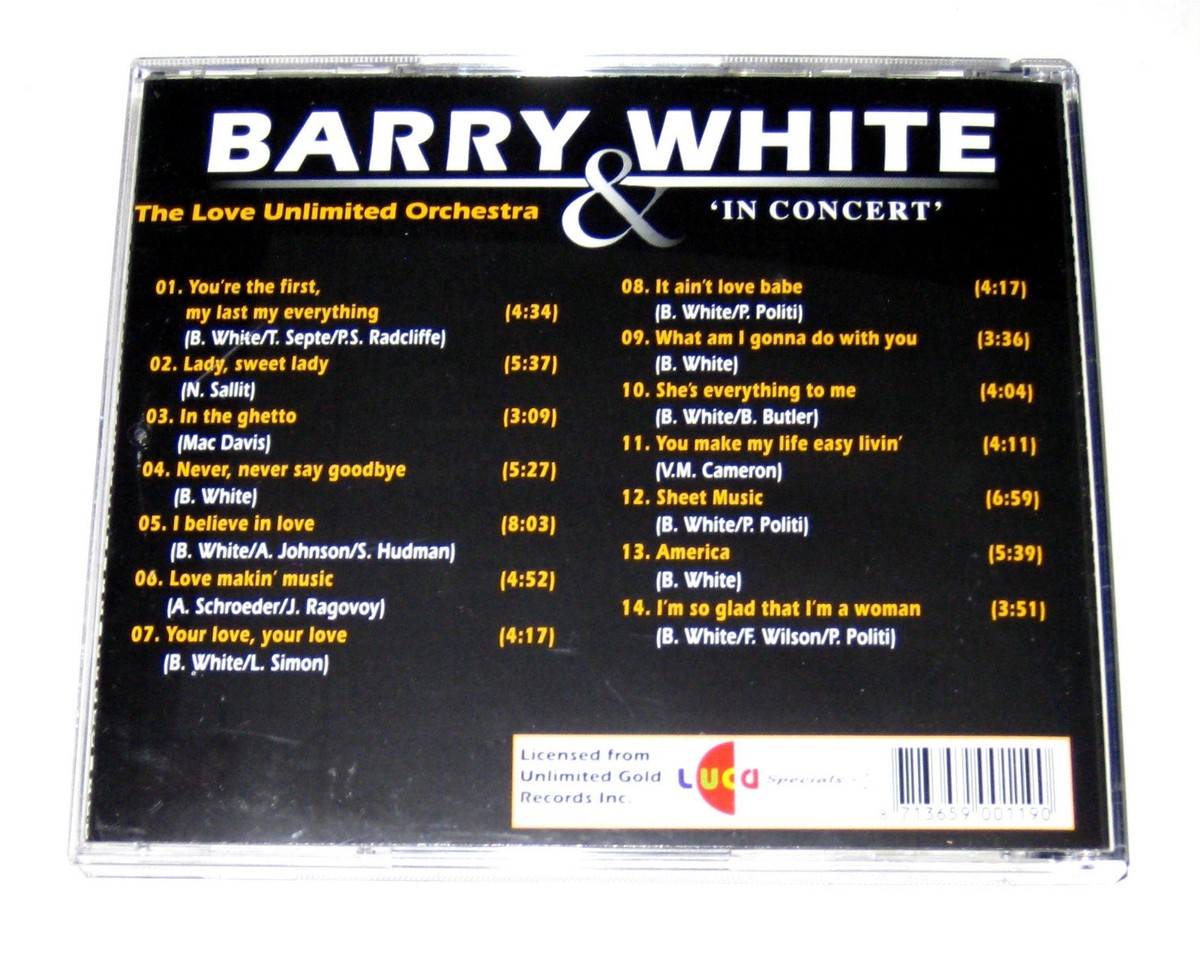 BARRY WHITE
&
The Love Unlimited Orchestra
'IN CONCERT'
01. You're the first,
my last my everything (4:34)
(B. White/T. Septe/P.S. Radcliffe)
02. Lady, sweet lady (5:37)
(N. Sallit)
03. In the ghetto (3:09)
(Mac Davis)
04. Never, never say goodbye (5:27)
(B. White)
05. I believe in love (8:03)
(B. White/A. Johnson/S. Hudman)
06. Love makin' music (4:52)
(A. Schroeder/J. Ragovoy)
07. Your love, your love (4:17)
(B. White/L. Simon)
08. It ain't love babe (4:17)
(B. White/P. Politi)
09. What am I gonna do with you (3:36)
(B. White)
10. She's everything to me (4:04)
(B. White/B. Butler)
11. You make my life easy livin' (4:11)
(V.M. Cameron)
12. Sheet Music (6:59)
(B. White/P. Politi)
13. America (5:39)
(B. White)
14. I'm so glad that I'm a woman (3:51)
(B. White/F. Wilson/P. Politi)
Licensed from
Unlimited Gold
Records Inc.
LUCA Specials
8 713659 001190